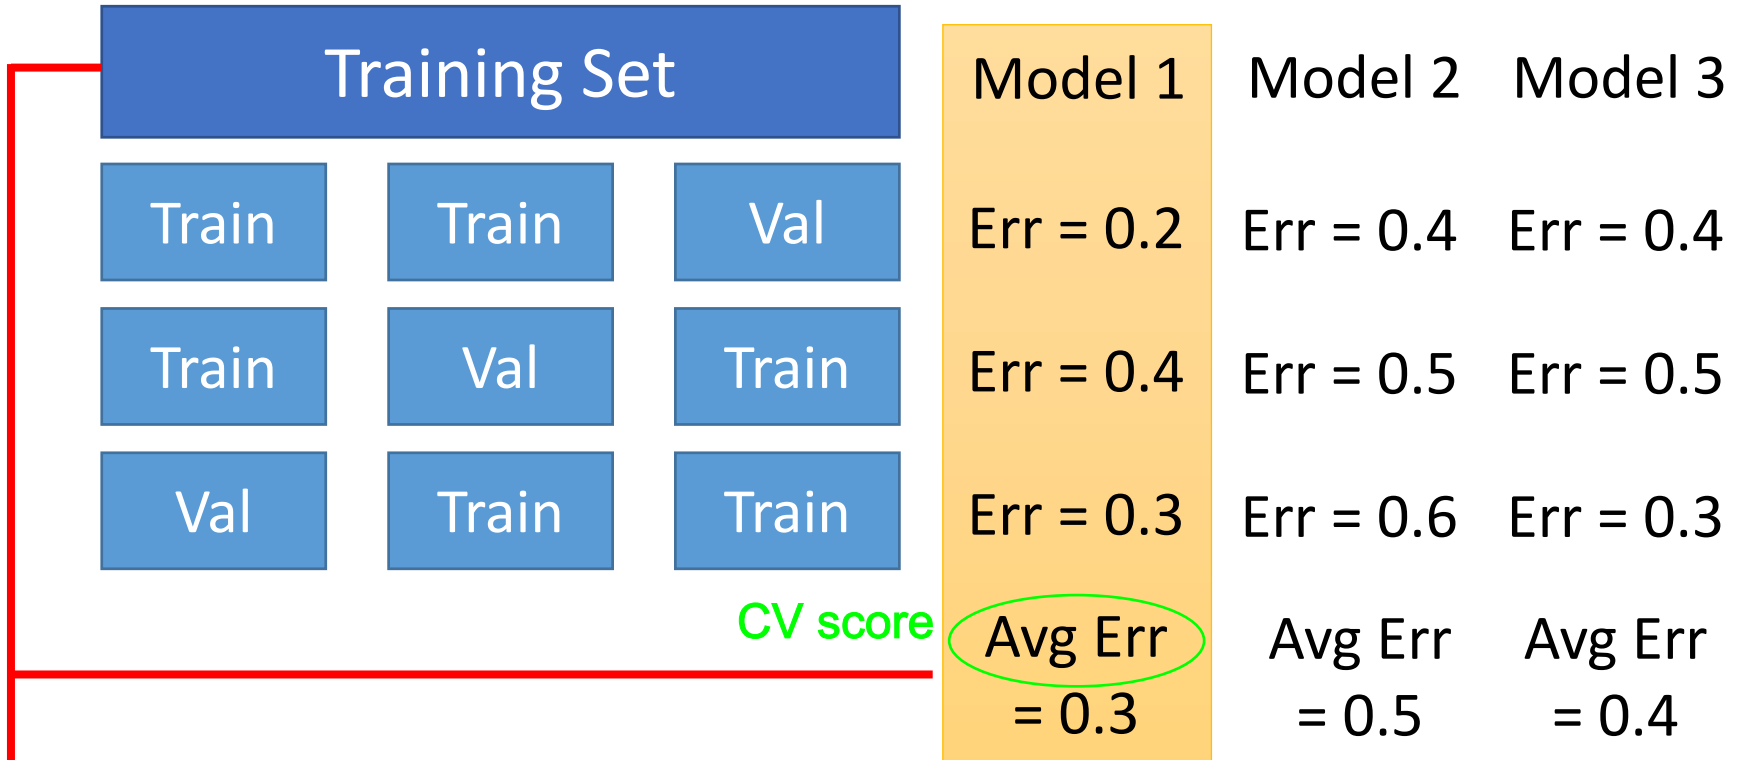 Training Set Model 1 Model 2 Model 3
Train Train Val Err = 0.2 Err = 0.4 Err = 0.4
Train Val Train Err = 0.4 Err = 0.5 Err = 0.5
Val Train Train Err = 0.3 Err = 0.6 Err = 0.3
CV score Avg Err Avg Err Avg Err
= 0.3 = 0.5 = 0.4